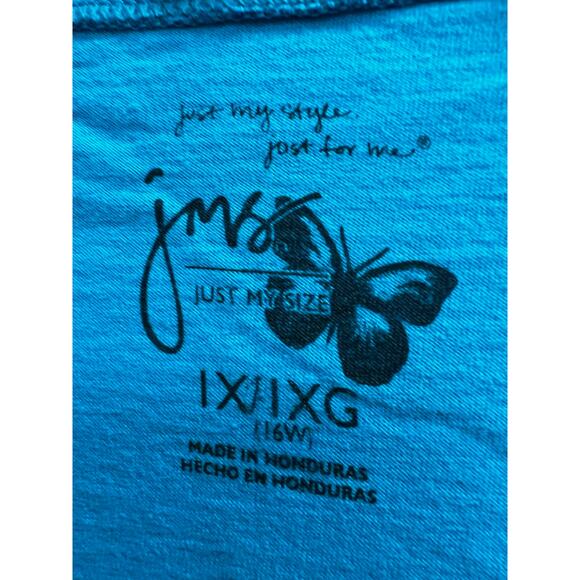 just my style.
just for me®
jms
JUST MY SIZE
1X/1XG
(16W)
MADE IN HONDURAS
HECHO EN HONDURAS